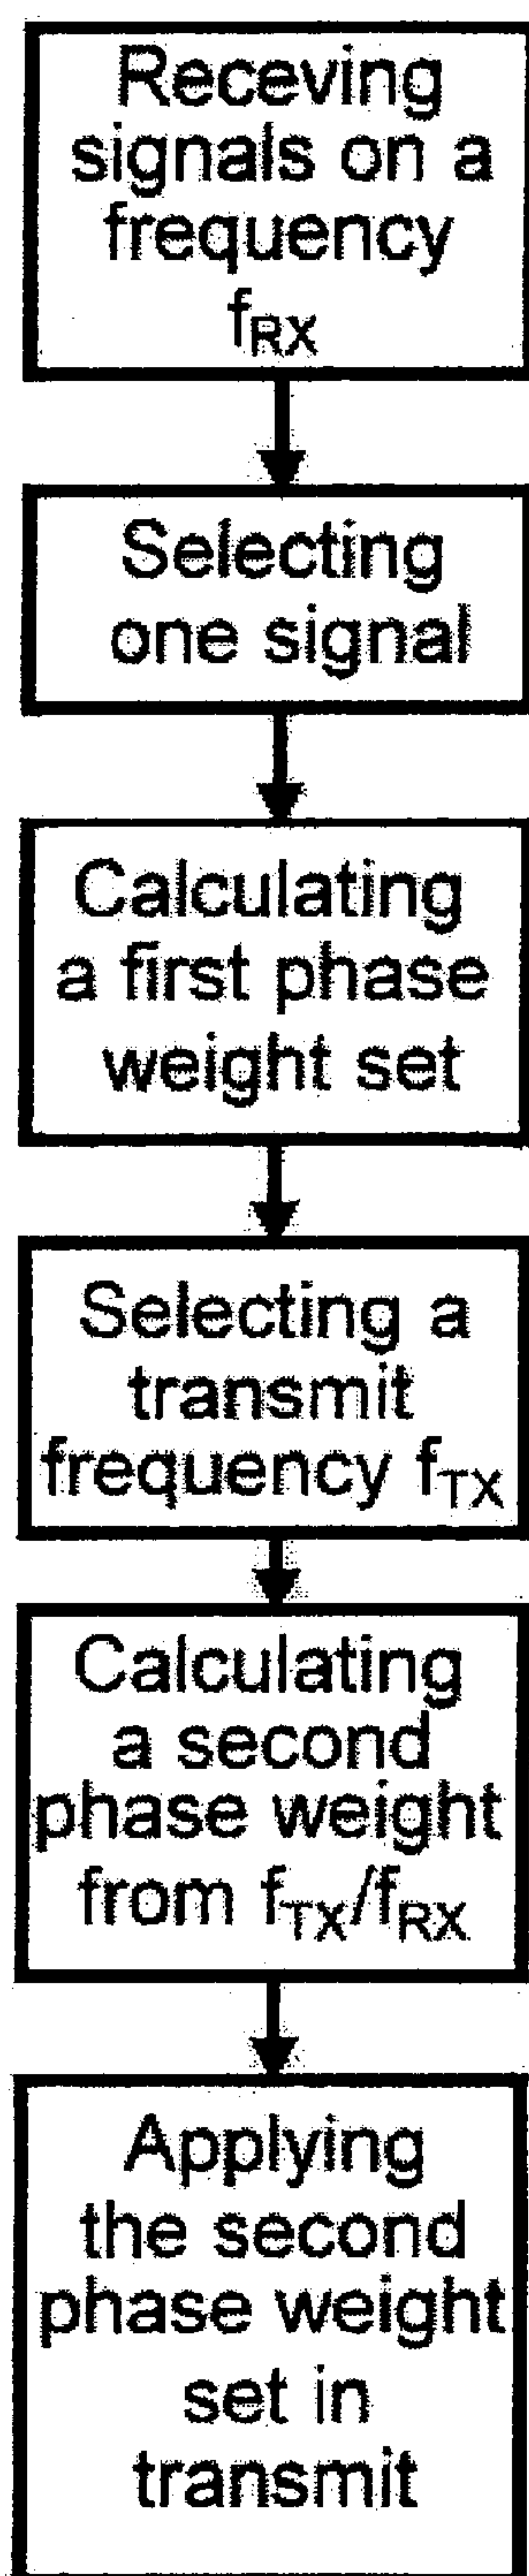 Receving
signals on a
frequency
fRX
Selecting
one signal
Calculating
a first phase
weight set
Selecting a
transmit
frequency fTX
Calculating
a second
phase weight
from fTX/fRX
Applying
the second
phase weight
set in
transmit